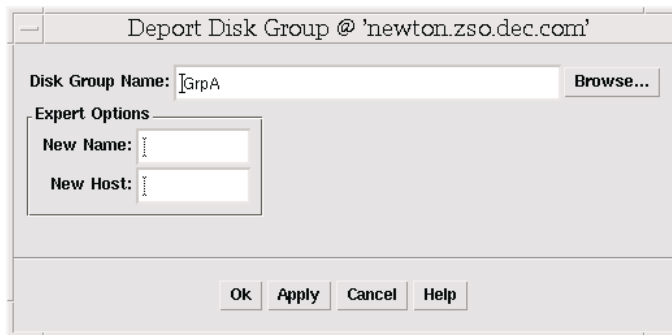 Deport Disk Group @ 'newton.zso.dec.com'
Disk Group Name: GrpA Browse...
Expert Options
New Name:
New Host:
Ok Apply Cancel Help